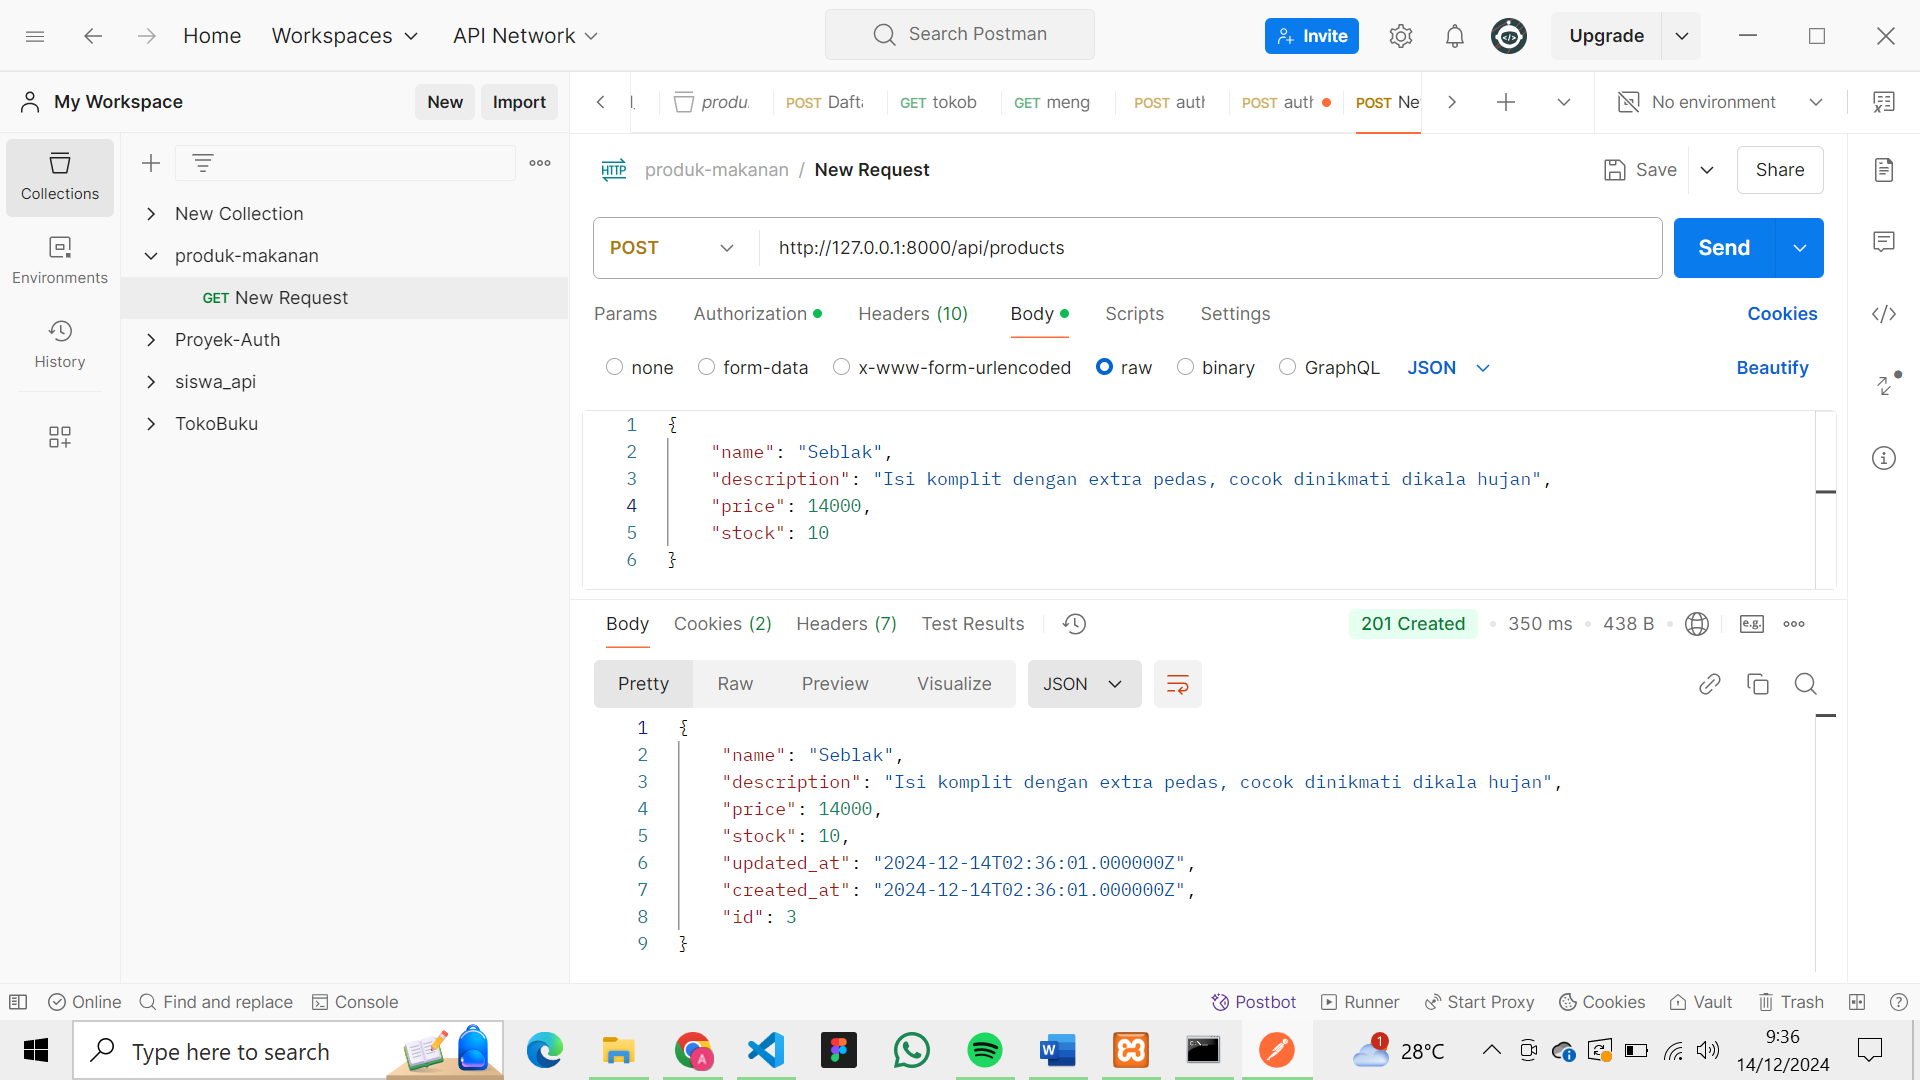 Home
Workspaces
API Network
Search Postman
Invite
Upgrade
My Workspace
New
Import
produ
POST Daft
GET tokob
GET meng
POST auth
POST auth
POST Ne
No environment
Collections
Environments
History
New Collection
produk-makanan
GET New Request
Proyek-Auth
siswa_api
TokoBuku
HTTP
produk-makanan / New Request
Save
Share
POST
http://127.0.0.1:8000/api/products
Send
Params
Authorization
Headers (10)
Body
Scripts
Settings
Cookies
none
form-data
x-www-form-urlencoded
raw
binary
GraphQL
JSON
Beautify
1 {
2 "name": "Seblak",
3 "description": "Isi komplit dengan extra pedas, cocok dinikmati dikala hujan",
4 "price": 14000,
5 "stock": 10
6 }
Body
Cookies (2)
Headers (7)
Test Results
201 Created
350 ms
438 B
e.g.
Pretty
Raw
Preview
Visualize
JSON
1 {
2 "name": "Seblak",
3 "description": "Isi komplit dengan extra pedas, cocok dinikmati dikala hujan",
4 "price": 14000,
5 "stock": 10,
6 "updated_at": "2024-12-14T02:36:01.000000Z",
7 "created_at": "2024-12-14T02:36:01.000000Z",
8 "id": 3
9 }
Online
Find and replace
Console
Postbot
Runner
Start Proxy
Cookies
Vault
Trash
Type here to search
A
W
1
28°C
9:36
14/12/2024